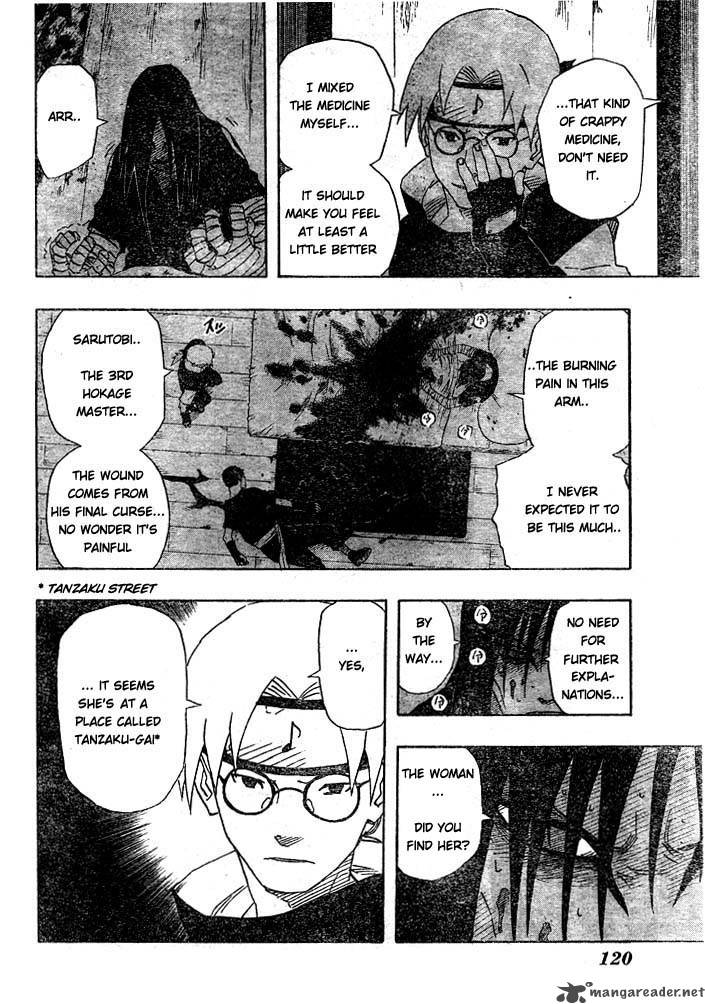 ...THAT KIND
OF CRAPPY
MEDICINE,
DON'T NEED
IT.
I MIXED
THE MEDICINE
MYSELF...
IT SHOULD
MAKE YOU FEEL
AT LEAST A
LITTLE BETTER
ARR..
..THE BURNING
PAIN IN THIS
ARM..
I NEVER
EXPECTED IT TO
BE THIS MUCH..
SARUTOBI..
THE 3RD
HOKAGE
MASTER...
THE WOUND
COMES FROM
HIS FINAL CURSE...
NO WONDER IT'S
PAINFUL
* TANZAKU STREET
NO NEED
FOR
FURTHER
EXPLA-
NATIONS...
BY
THE
WAY...
THE WOMAN
...
DID YOU
FIND HER?
...
YES,
... IT SEEMS
SHE'S AT A
PLACE CALLED
TANZAKU-GAI*
120
mangareader.net